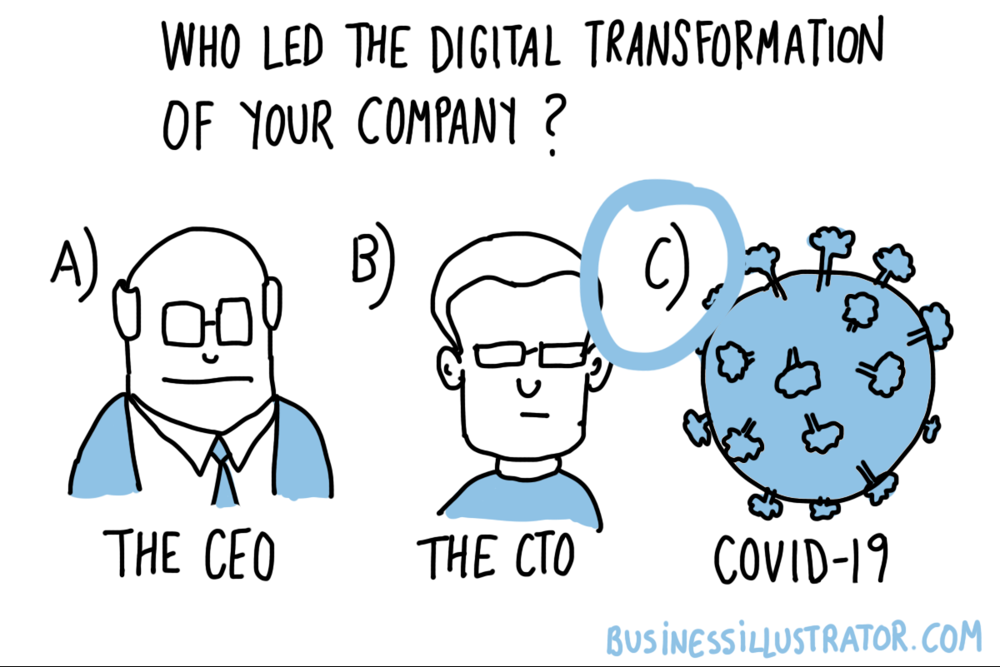 WHO LED THE DIGITAL TRANSFORMATION
OF YOUR COMPANY ?
A)
B)
C)
THE CEO
THE CTO
COVID-19
BUSINESSILLUSTRATOR.COM